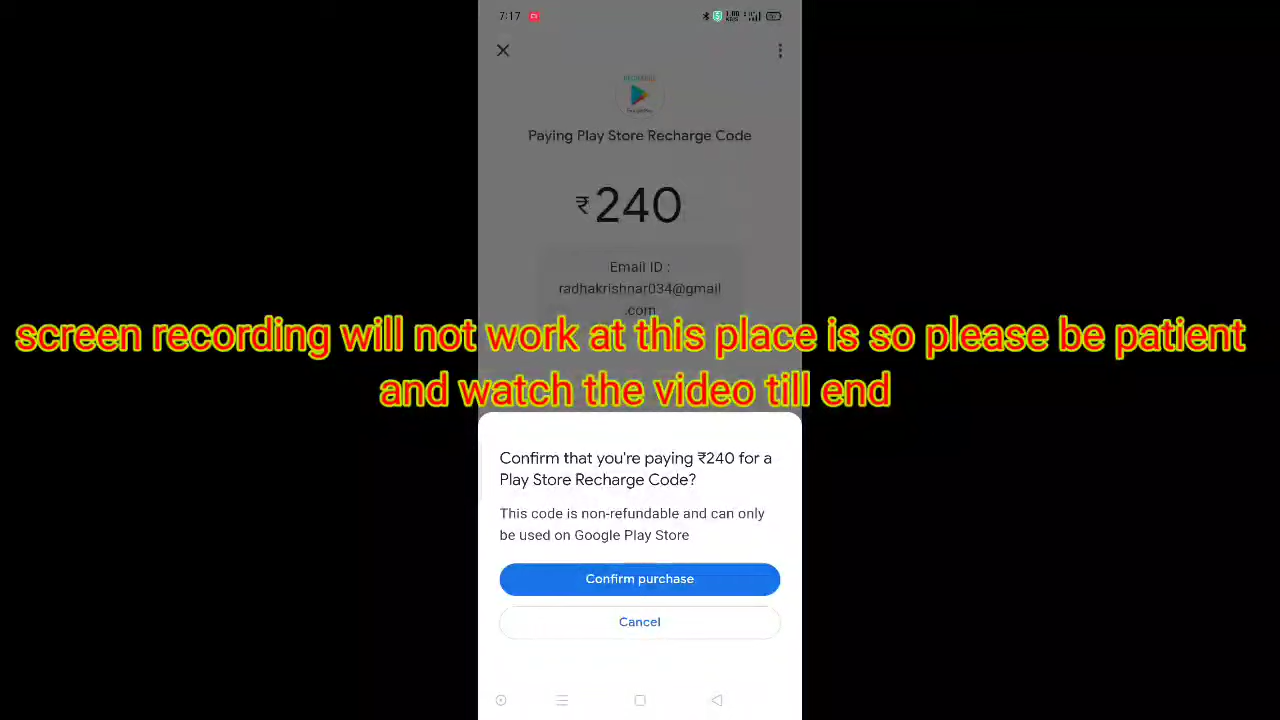 7:17
Paying Play Store Recharge Code
₹240
Email ID :
radhakrishnar034@gmail
.com
screen recording will not work at this place is so please be patient
and watch the video till end
Confirm that you're paying ₹240 for a
Play Store Recharge Code?
This code is non-refundable and can only
be used on Google Play Store
Confirm purchase
Cancel